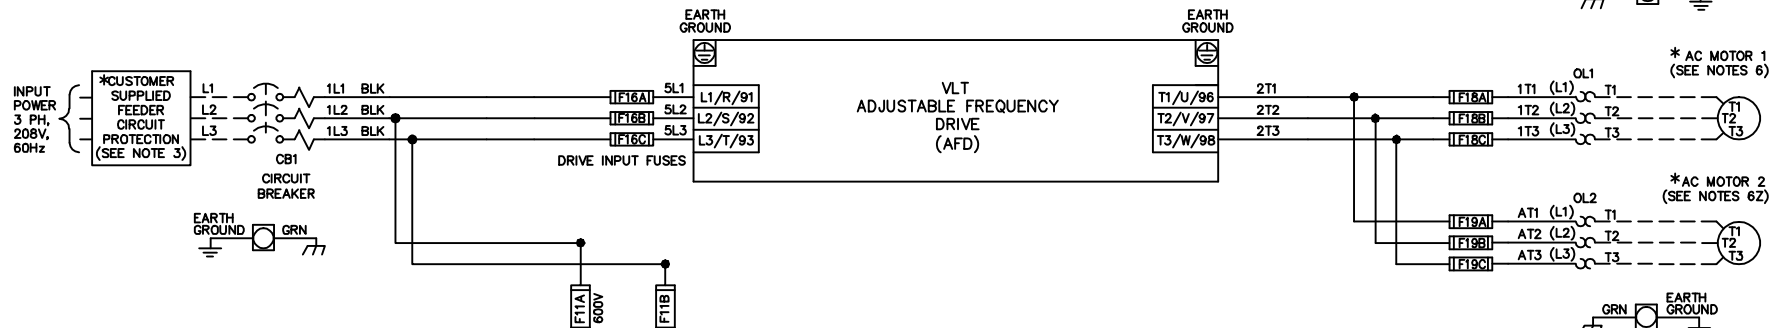 INPUT
POWER
3 PH,
208V,
60Hz
*CUSTOMER
SUPPLIED
FEEDER
CIRCUIT
PROTECTION
(SEE NOTE 3)
L1
L2
L3
CB1
CIRCUIT
BREAKER
1L1 BLK
1L2 BLK
1L3 BLK
EARTH
GROUND
GRN
F16A
F16B
F16C
5L1
5L2
5L3
DRIVE INPUT FUSES
F11A
600V
F11B
EARTH
GROUND
L1/R/91
L2/S/92
L3/T/93
VLT
ADJUSTABLE FREQUENCY
DRIVE
(AFD)
EARTH
GROUND
T1/U/96
T2/V/97
T3/W/98
2T1
2T2
2T3
F18A
F18B
F18C
1T1 (L1)
1T2 (L2)
1T3 (L3)
OL1
T1
T2
T3
* AC MOTOR 1
(SEE NOTES 6)
T1
T2
T3
F19A
F19B
F19C
AT1 (L1)
AT2 (L2)
AT3 (L3)
OL2
T1
T2
T3
* AC MOTOR 2
(SEE NOTES 6Z)
T1
T2
T3
GRN
EARTH
GROUND